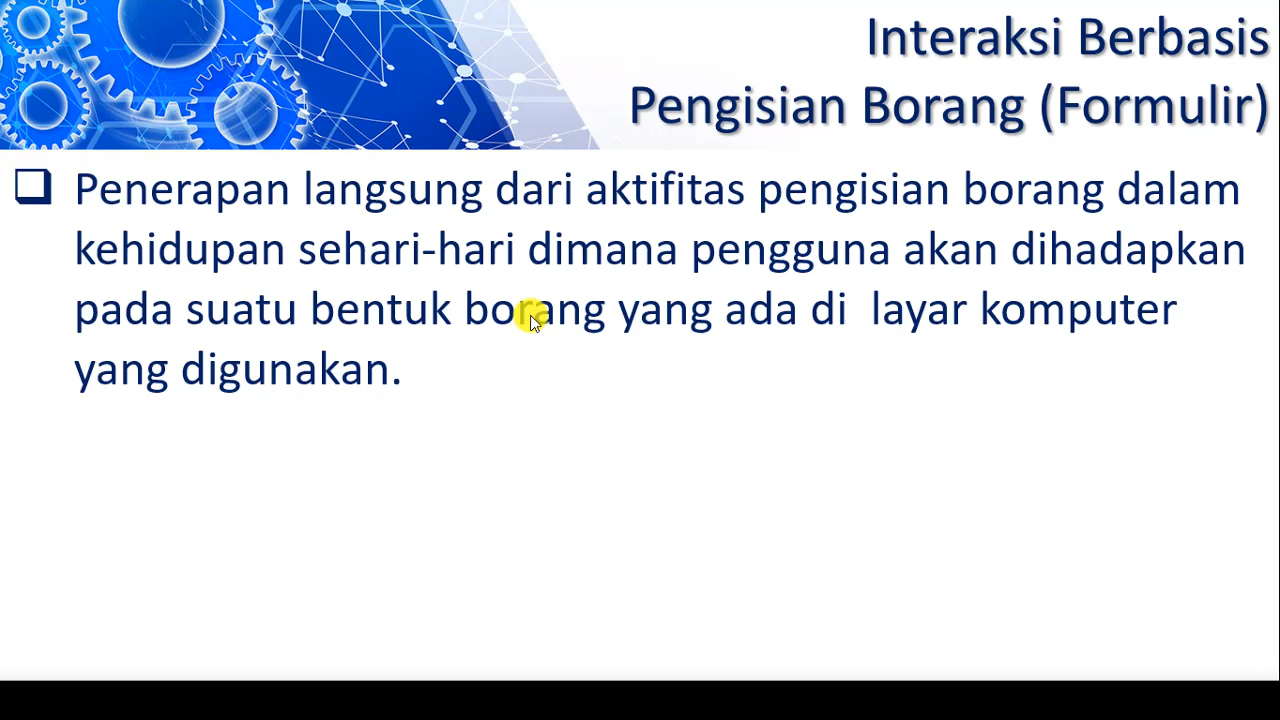 Interaksi Berbasis
Pengisian Borang (Formulir)
Penerapan langsung dari aktifitas pengisian borang dalam
kehidupan sehari-hari dimana pengguna akan dihadapkan
pada suatu bentuk borang yang ada di layar komputer
yang digunakan.